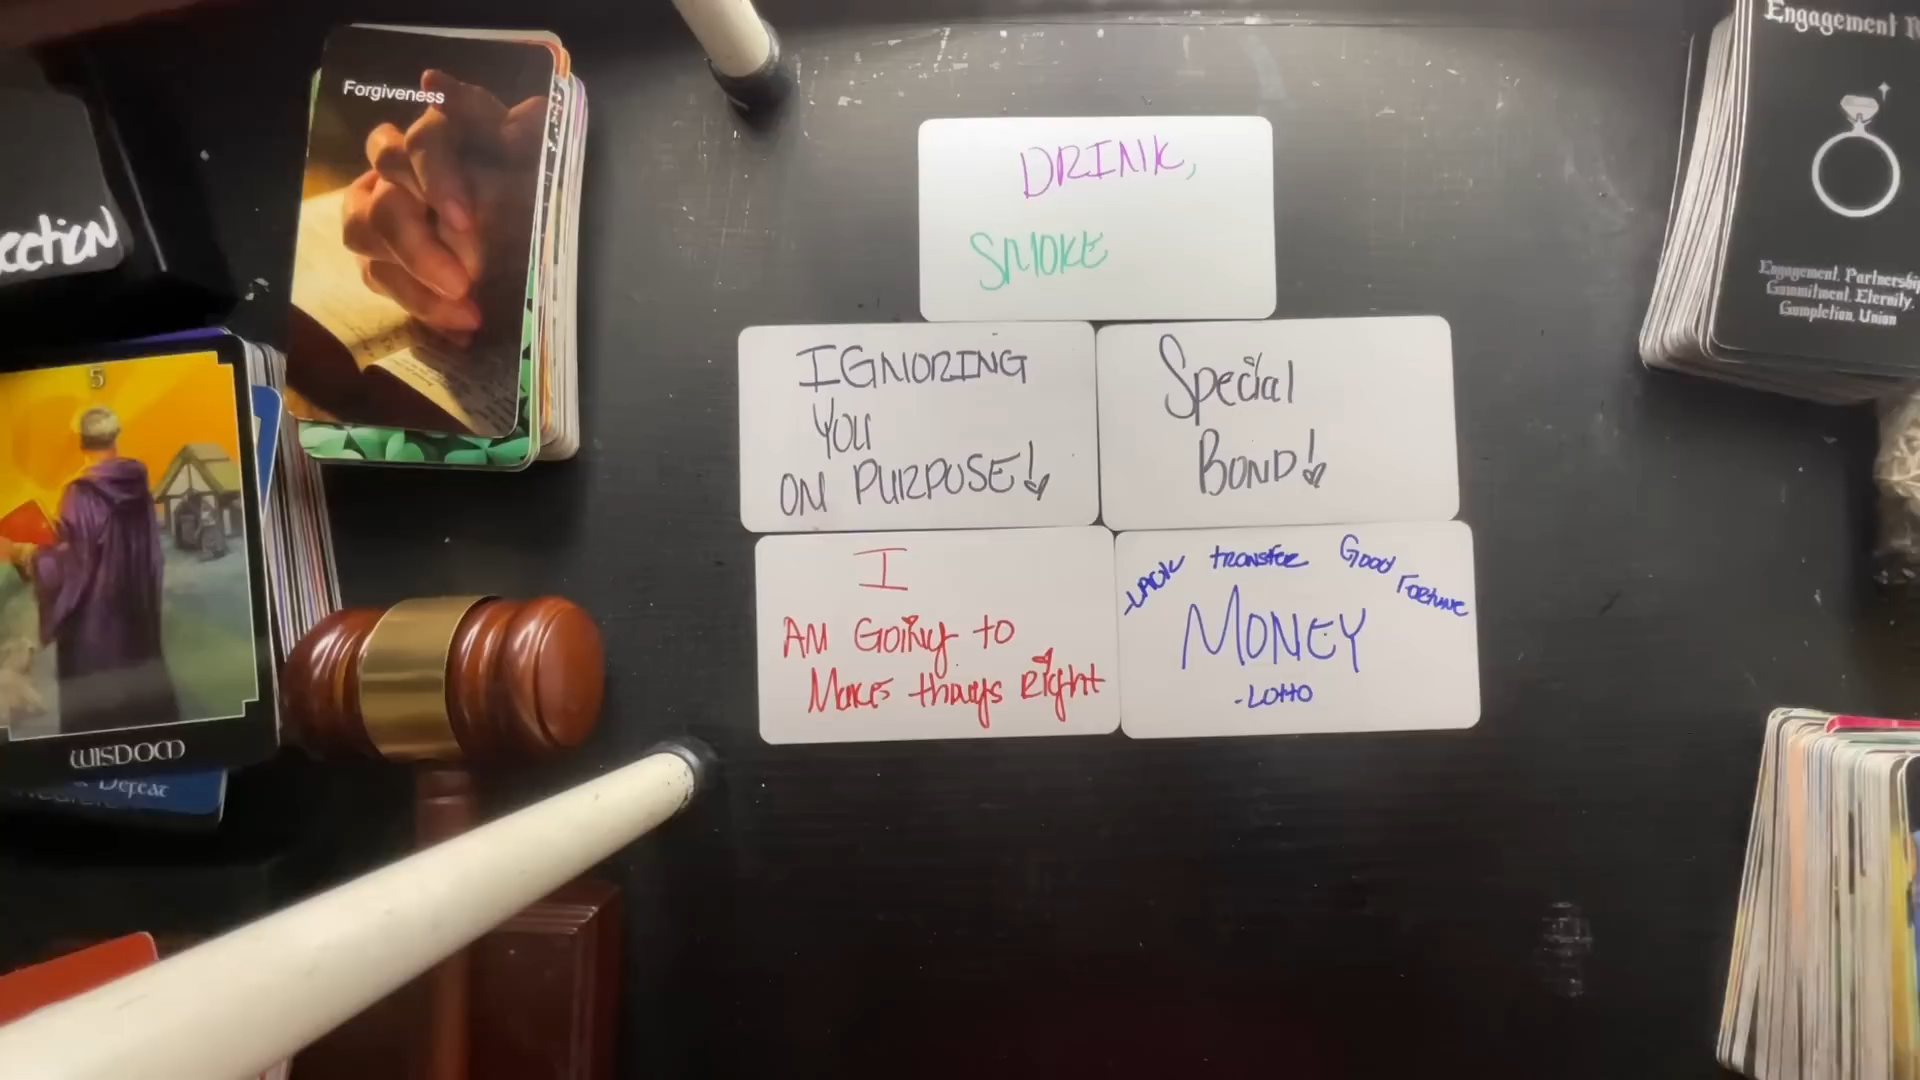 Forgiveness
5
WISDOM
Defeat
DRINK,
SMOKE
IGNORING
YOU
ON PURPOSE!
Special
BOND!
I
AM GOiNg to
Make things Right
transfer Good Fortune
MONEY
-LOTTO
Engagement
Engagement, Partnership
Commitment, Eternity,
Completion, Union